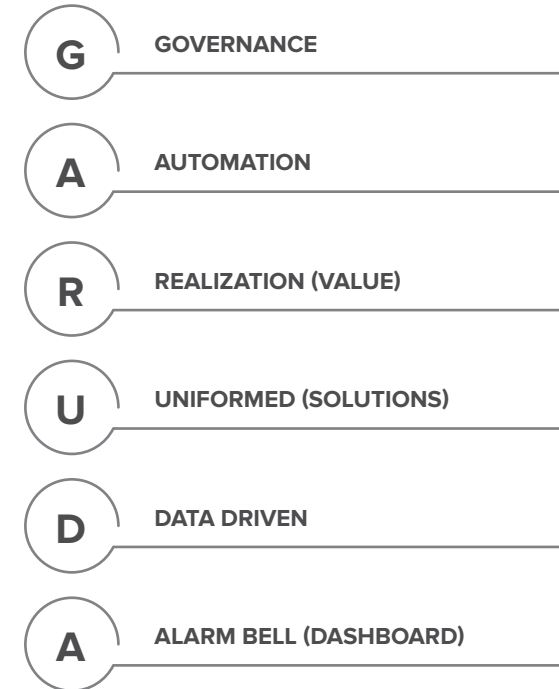 G GOVERNANCE
A AUTOMATION
R REALIZATION (VALUE)
U UNIFORMED (SOLUTIONS)
D DATA DRIVEN
A ALARM BELL (DASHBOARD)